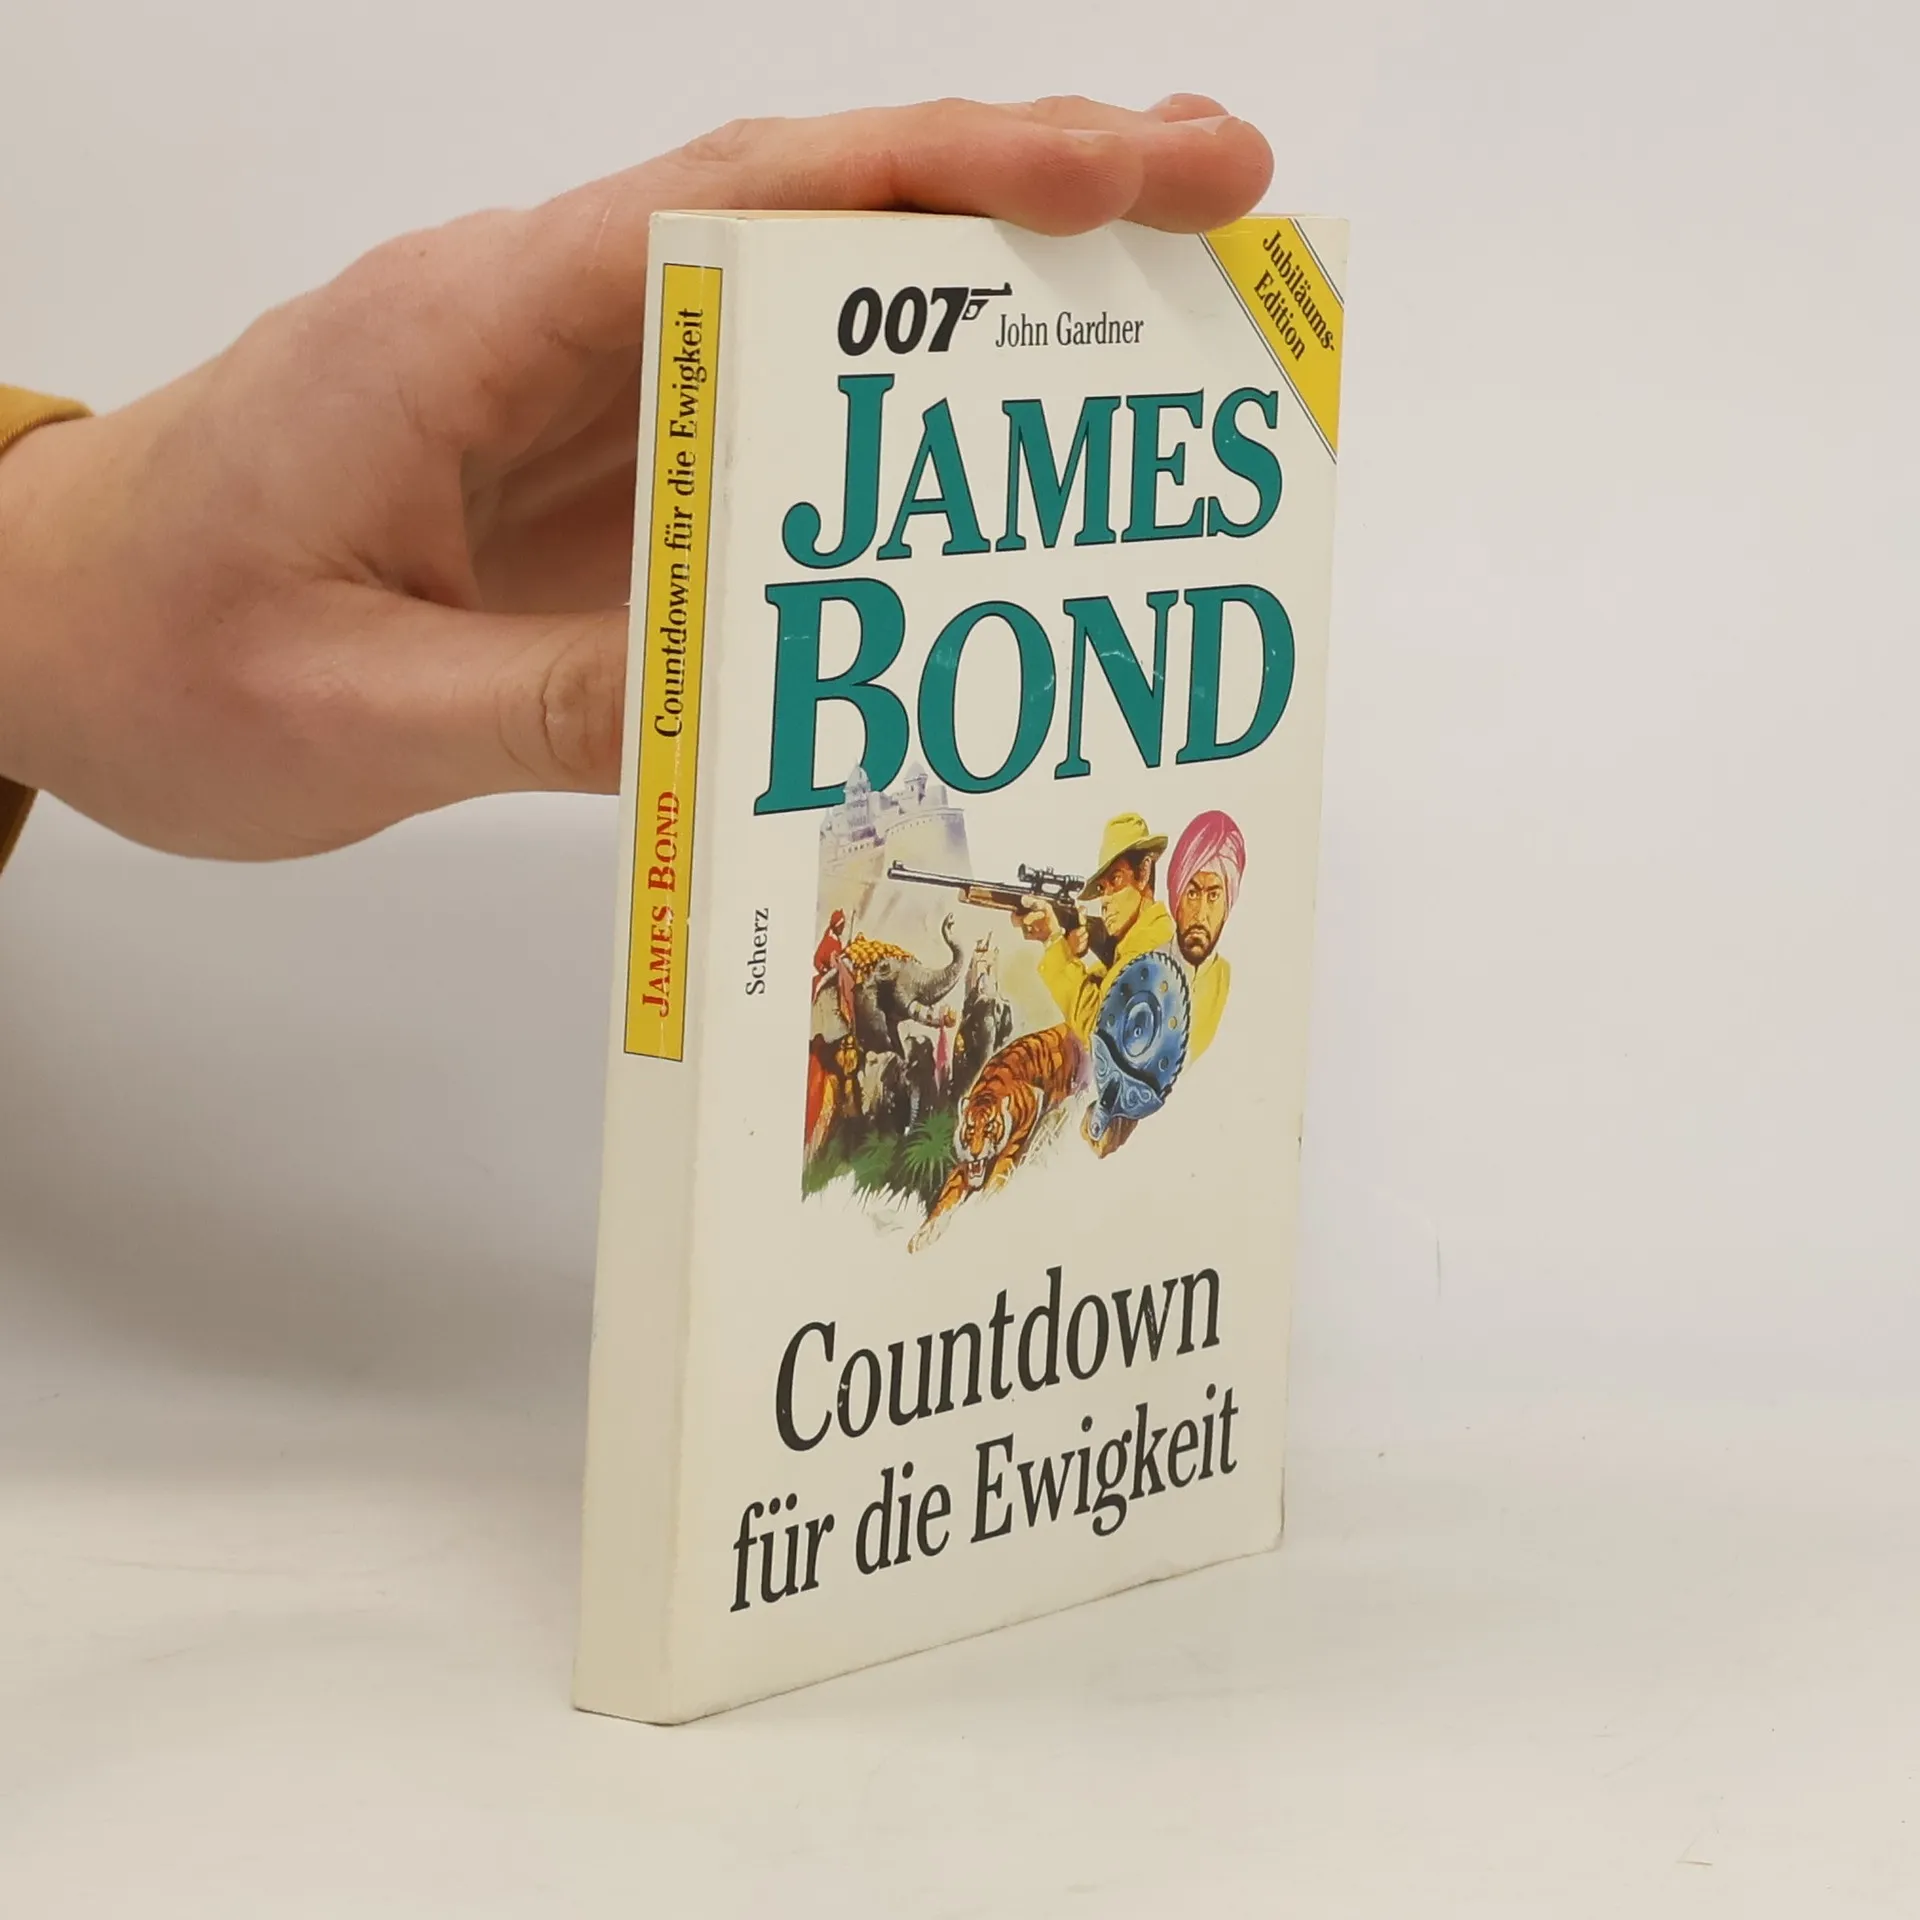 JAMES BOND Countdown für die Ewigkeit
007 John Gardner
Jubiläums-
Edition
JAMES
BOND
Scherz
Countdown
für die Ewigkeit